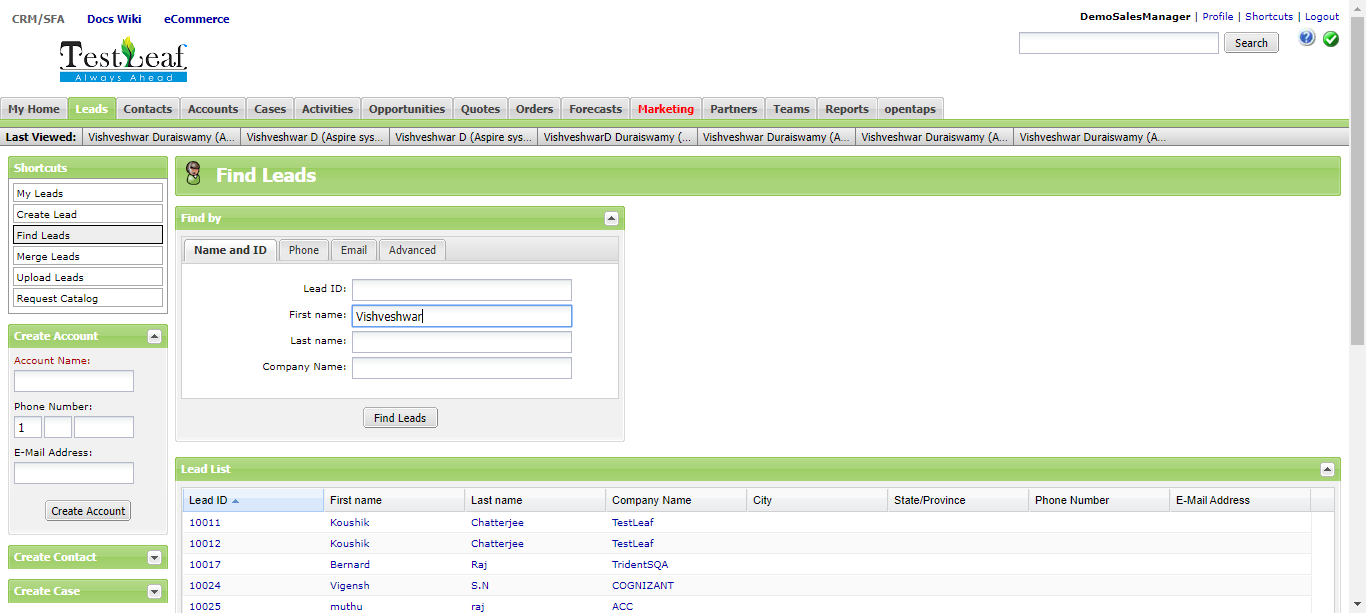 CRM/SFA Docs Wiki eCommerce
DemoSalesManager | Profile | Shortcuts | Logout
TestLeaf
Always Ahead
Search
?
My Home Leads Contacts Accounts Cases Activities Opportunities Quotes Orders Forecasts Marketing Partners Teams Reports opentaps
Last Viewed: Vishveshwar Duraiswamy (A... Vishveshwar D (Aspire sys... Vishveshwar D (Aspire sys... VishveshwarD Duraiswamy (... Vishveshwar Duraiswamy (A... Vishveshwar Duraiswamy (A... Vishveshwar Duraiswamy (A...
Shortcuts
My Leads
Create Lead
Find Leads
Merge Leads
Upload Leads
Request Catalog
Create Account
Account Name:
Phone Number:
1
E-Mail Address:
Create Account
Create Contact
Create Case
Find Leads
Find by
Name and ID Phone Email Advanced
Lead ID:
First name: Vishveshwar
Last name:
Company Name:
Find Leads
Lead List
Lead ID First name Last name Company Name City State/Province Phone Number E-Mail Address
10011 Koushik Chatterjee TestLeaf
10012 Koushik Chatterjee TestLeaf
10017 Bernard Raj TridentSQA
10024 Vigensh S.N COGNIZANT
10025 muthu raj ACC